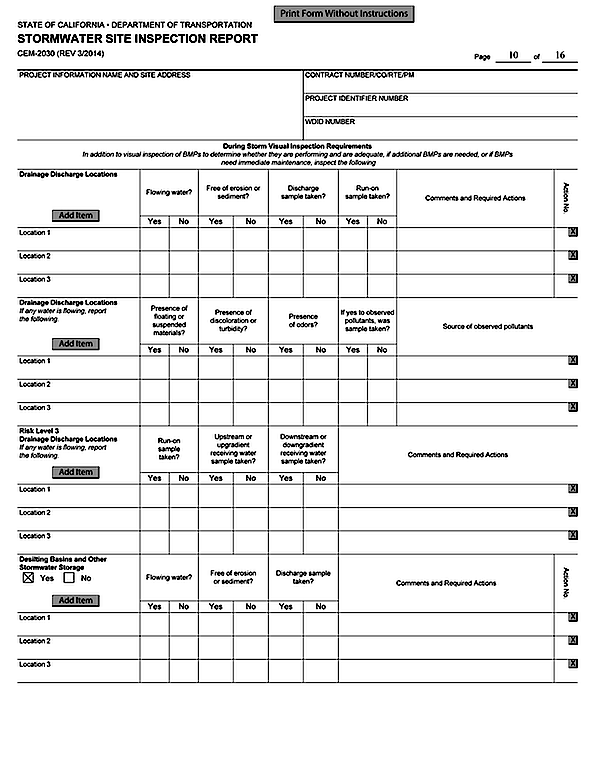 Print Form Without Instructions
STATE OF CALIFORNIA • DEPARTMENT OF TRANSPORTATION
STORMWATER SITE INSPECTION REPORT
CEM-2030 (REV 3/2014)
Page 10 of 16
PROJECT INFORMATION NAME AND SITE ADDRESS
CONTRACT NUMBER/CO/RTE/PM
PROJECT IDENTIFIER NUMBER
WDID NUMBER
During Storm Visual Inspection Requirements
In addition to visual inspection of BMPs to determine whether they are performing and are adequate, if additional BMPs are needed, or if BMPs
need immediate maintenance, inspect the following
Drainage Discharge Locations
Add Item
Flowing water?
Free of erosion or
sediment?
Discharge
sample taken?
Run-on
sample taken?
Comments and Required Actions
Action No.
Yes No Yes No Yes No Yes No
Location 1 X
Location 2 X
Location 3 X
Drainage Discharge Locations
If any water is flowing, report
the following.
Add Item
Presence of
floating or
suspended
materials?
Presence of
discoloration or
turbidity?
Presence
of odors?
If yes to observed
pollutants, was
sample taken?
Source of observed pollutants
Yes No Yes No Yes No Yes No
Location 1 X
Location 2 X
Location 3 X
Risk Level 3
Drainage Discharge Locations
If any water is flowing, report
the following.
Add Item
Run-on
sample
taken?
Upstream or
upgradient
receiving water
sample taken?
Downstream or
downgradient
receiving water
sample taken?
Comments and Required Actions
Yes No Yes No Yes No
Location 1 X
Location 2 X
Location 3 X
Desilting Basins and Other
Stormwater Storage
Yes No
Add Item
Flowing water?
Free of erosion
or sediment?
Discharge sample
taken?
Comments and Required Actions
Action No.
Yes No Yes No Yes No
Location 1 X
Location 2 X
Location 3 X